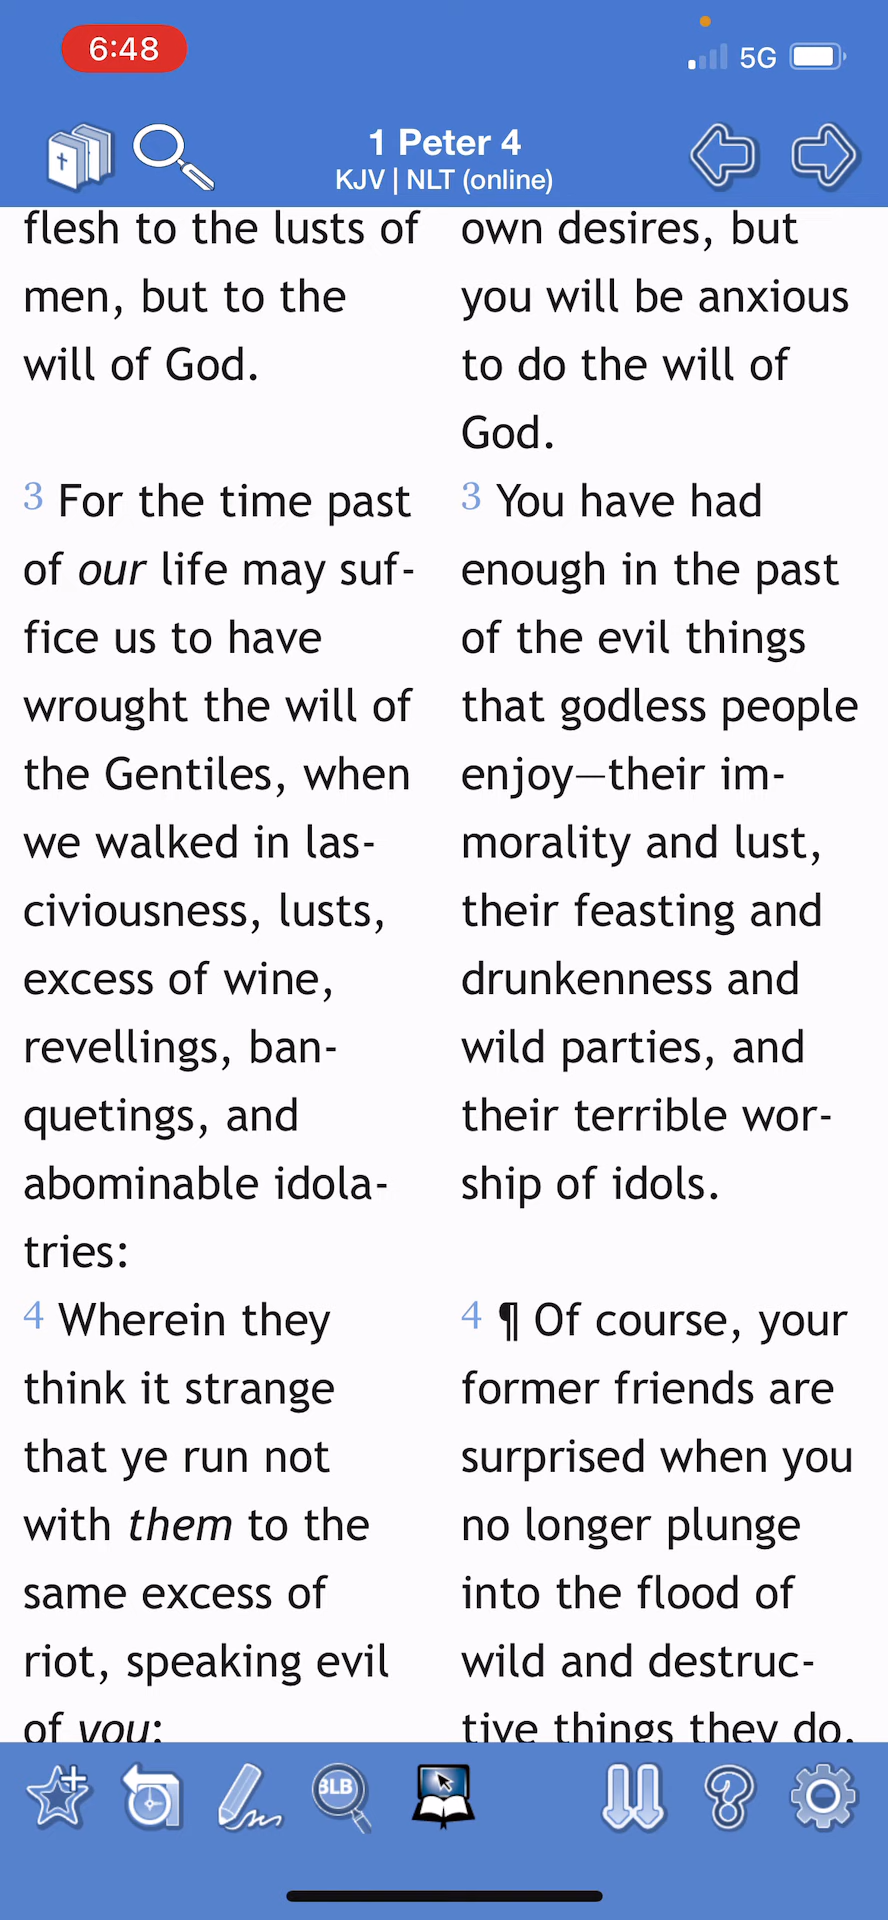 6:48
5G
1 Peter 4
KJV | NLT (online)
flesh to the lusts of
men, but to the
will of God.
3 For the time past
of our life may suf-
fice us to have
wrought the will of
the Gentiles, when
we walked in las-
civiousness, lusts,
excess of wine,
revellings, ban-
quetings, and
abominable idola-
tries:
4 Wherein they
think it strange
that ye run not
with them to the
same excess of
riot, speaking evil
of you:
own desires, but
you will be anxious
to do the will of
God.
3 You have had
enough in the past
of the evil things
that godless people
enjoy—their im-
morality and lust,
their feasting and
drunkenness and
wild parties, and
their terrible wor-
ship of idols.
4 ¶ Of course, your
former friends are
surprised when you
no longer plunge
into the flood of
wild and destruc-
tive things they do.
BLB